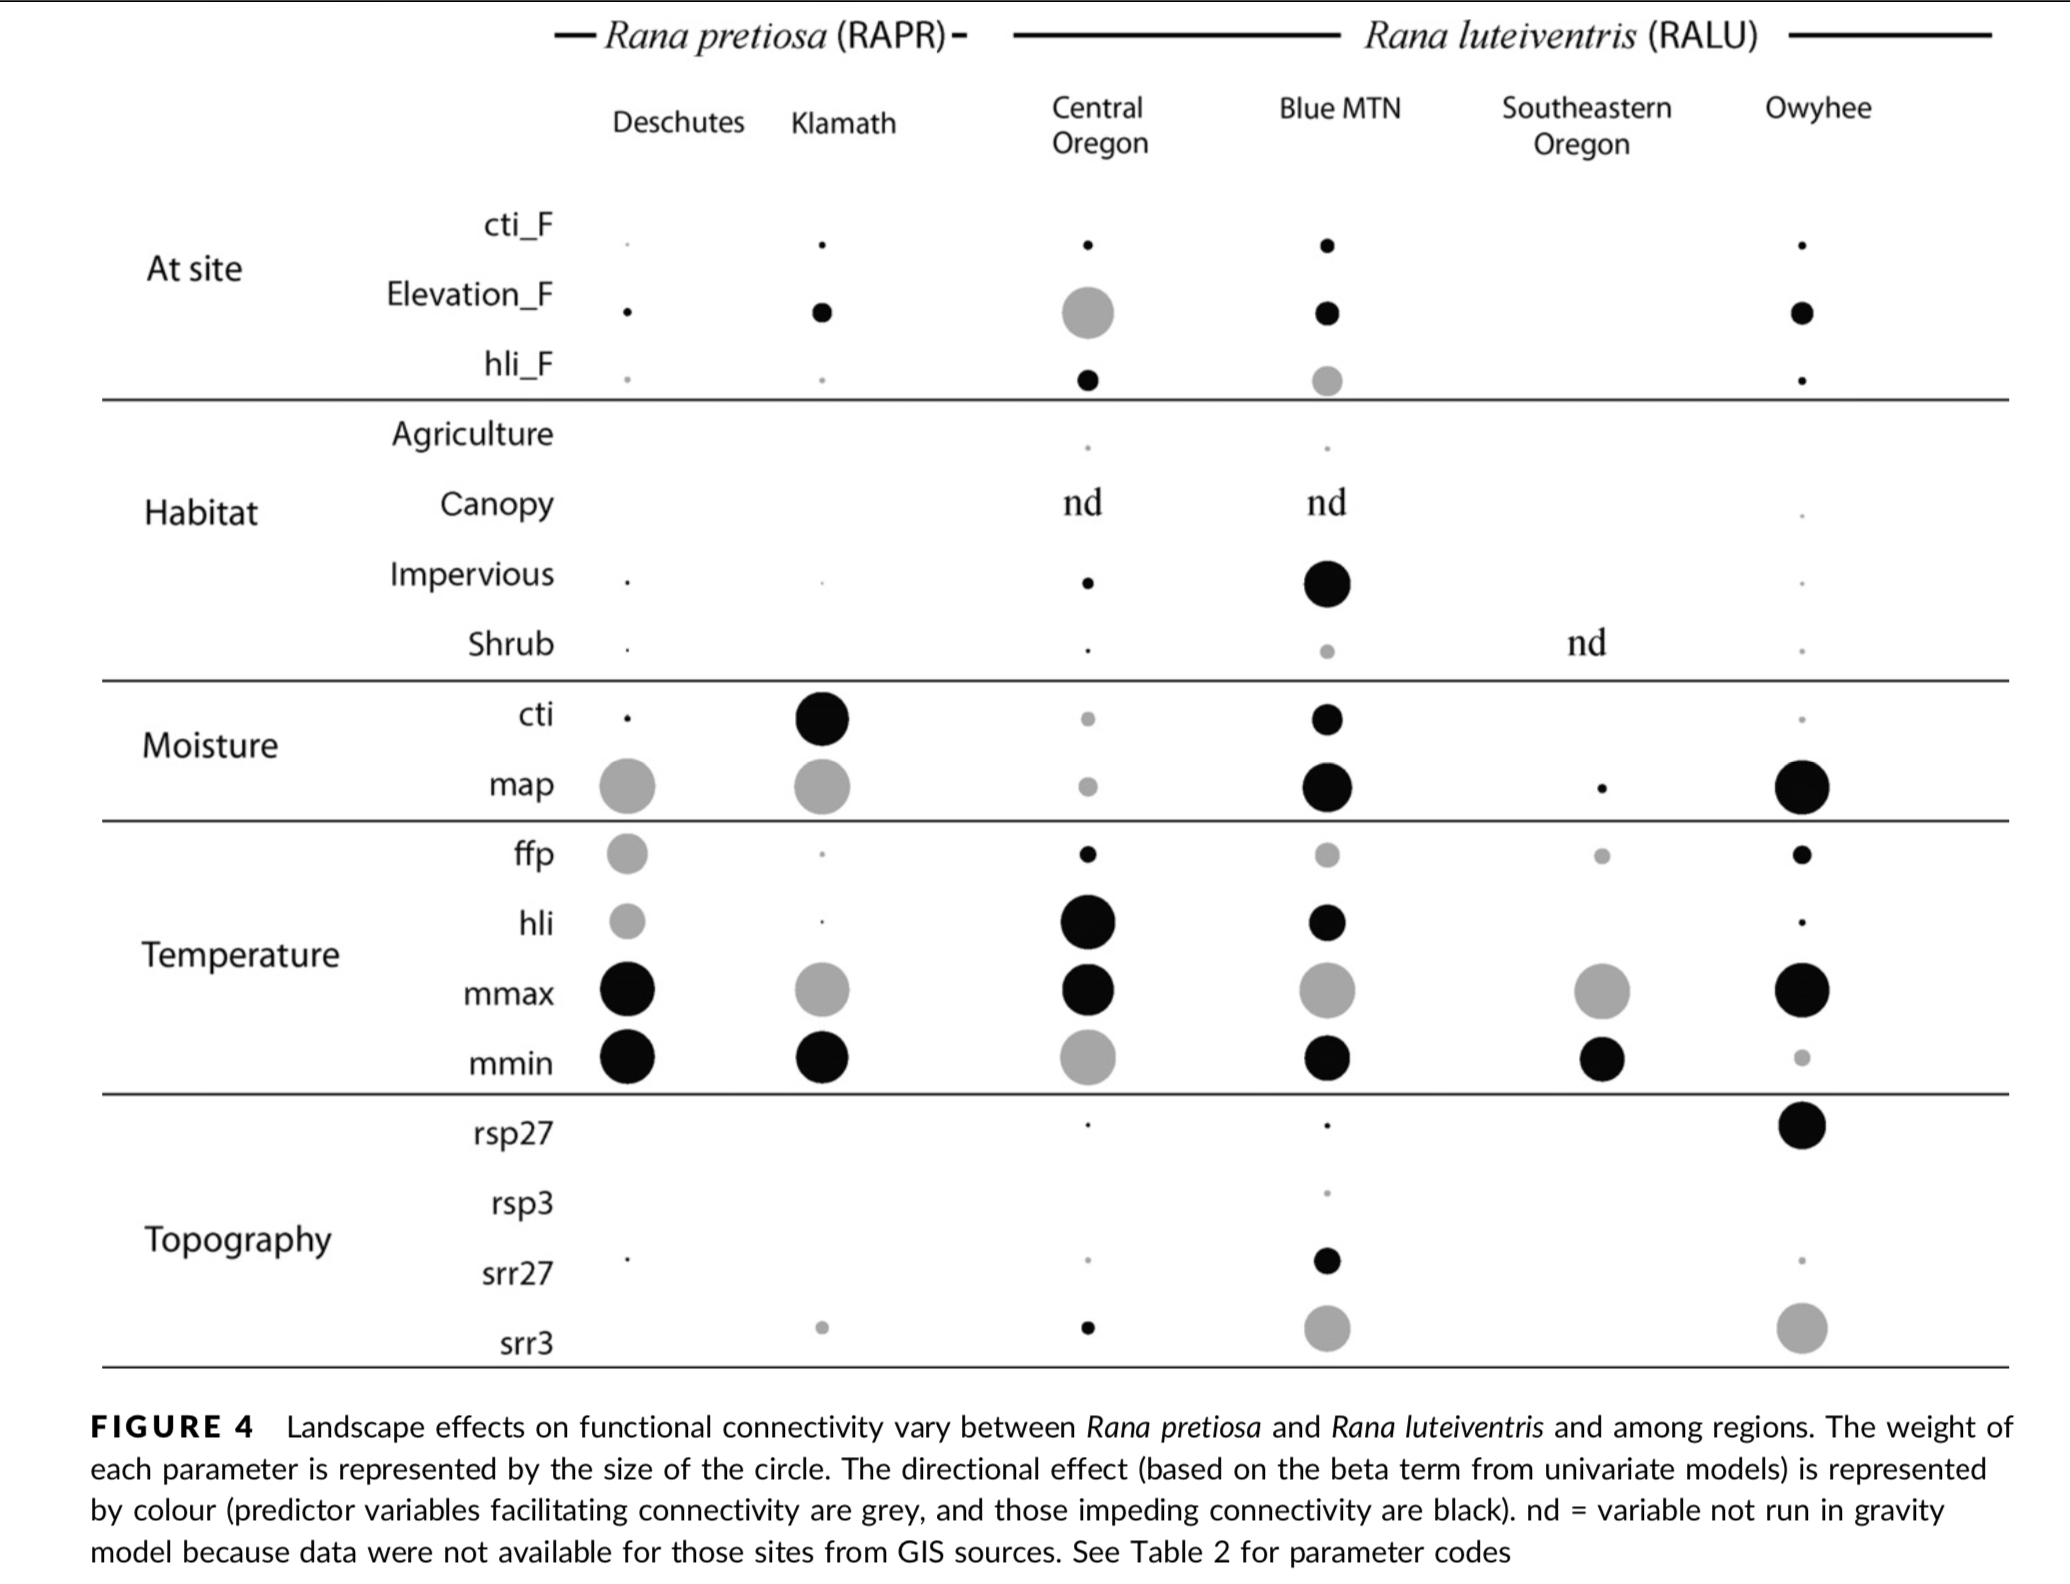 Rana pretiosa (RAPR) Rana luteiventris (RALU)
Deschutes Klamath Central Oregon Blue MTN Southeastern Oregon Owyhee
At site
cti_F
Elevation_F
hli_F
Habitat
Agriculture
Canopy nd nd
Impervious
Shrub nd
Moisture
cti
map
Temperature
ffp
hli
mmax
mmin
Topography
rsp27
rsp3
srr27
srr3
FIGURE 4 Landscape effects on functional connectivity vary between Rana pretiosa and Rana luteiventris and among regions. The weight of
each parameter is represented by the size of the circle. The directional effect (based on the beta term from univariate models) is represented
by colour (predictor variables facilitating connectivity are grey, and those impeding connectivity are black). nd = variable not run in gravity
model because data were not available for those sites from GIS sources. See Table 2 for parameter codes